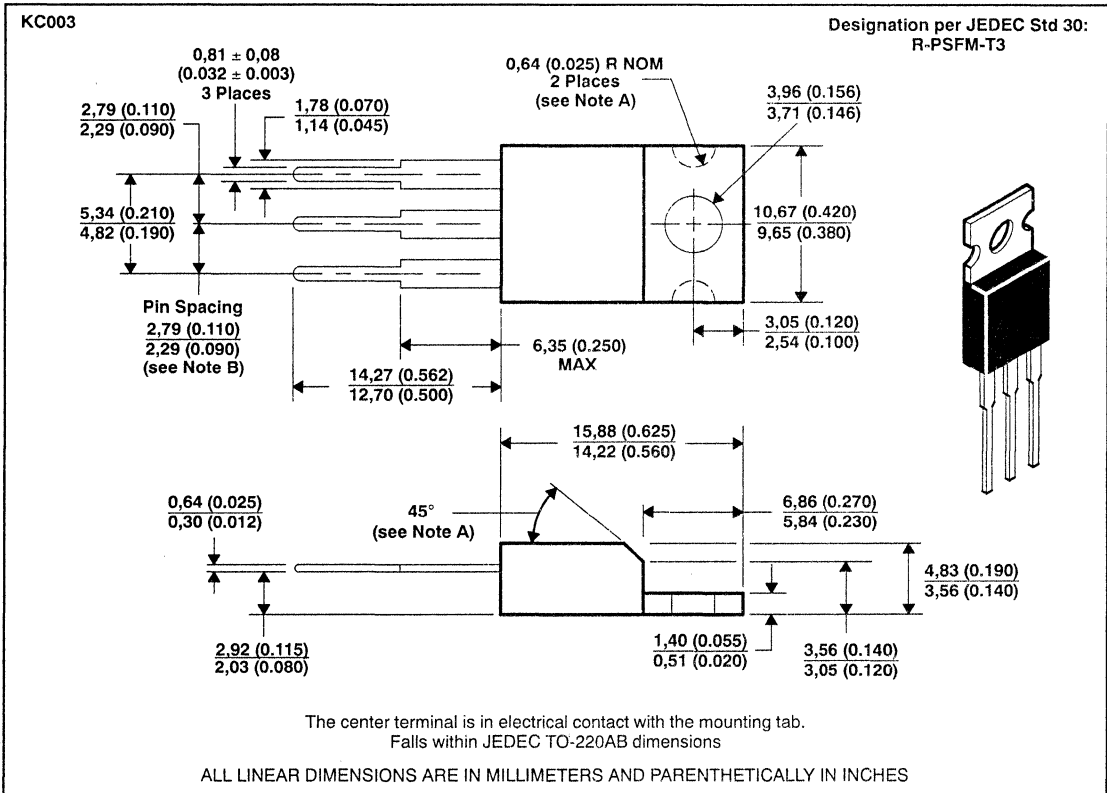 KC003
Designation per JEDEC Std 30:
R-PSFM-T3
0,81 ± 0,08
(0.032 ± 0.003)
3 Places
0,64 (0.025) R NOM
2 Places
(see Note A)
3,96 (0.156)
3,71 (0.146)
2,79 (0.110)
2,29 (0.090)
1,78 (0.070)
1,14 (0.045)
5,34 (0.210)
4,82 (0.190)
10,67 (0.420)
9,65 (0.380)
Pin Spacing
2,79 (0.110)
2,29 (0.090)
(see Note B)
3,05 (0.120)
2,54 (0.100)
6,35 (0.250)
MAX
14,27 (0.562)
12,70 (0.500)
15,88 (0.625)
14,22 (0.560)
0,64 (0.025)
0,30 (0.012)
45°
(see Note A)
6,86 (0.270)
5,84 (0.230)
4,83 (0.190)
3,56 (0.140)
2,92 (0.115)
2,03 (0.080)
1,40 (0.055)
0,51 (0.020)
3,56 (0.140)
3,05 (0.120)
The center terminal is in electrical contact with the mounting tab.
Falls within JEDEC TO-220AB dimensions
ALL LINEAR DIMENSIONS ARE IN MILLIMETERS AND PARENTHETICALLY IN INCHES